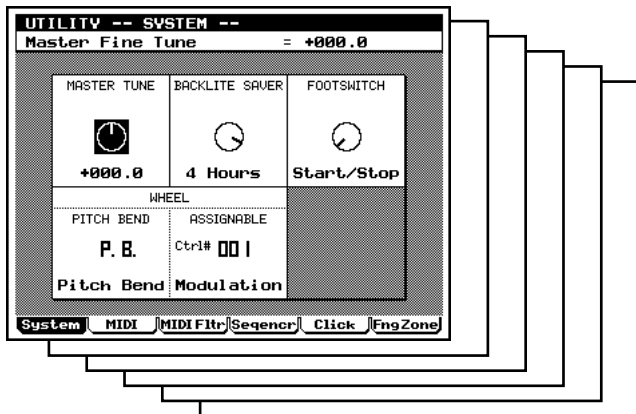 UTILITY -- SYSTEM --
Master Fine Tune = +000.0
MASTER TUNE BACKLITE SAVER FOOTSWITCH
+000.0 4 Hours Start/Stop
WHEEL
PITCH BEND ASSIGNABLE
P. B. Ctrl# 001
Pitch Bend Modulation
System MIDI MIDI Fltr Seqencr Click FngZone